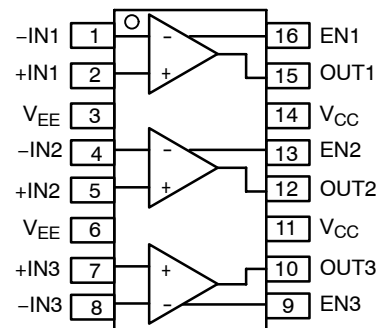 −IN1 1 − 16 EN1
+IN1 2 + 15 OUT1
VEE 3 14 VCC
−IN2 4 − 13 EN2
+IN2 5 + 12 OUT2
VEE 6 11 VCC
+IN3 7 + 10 OUT3
−IN3 8 − 9 EN3